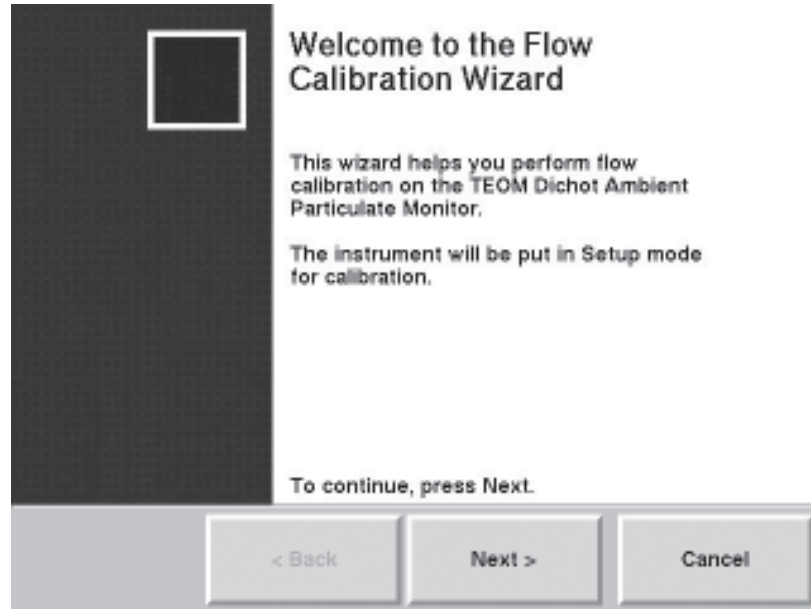 Welcome to the Flow
Calibration Wizard
This wizard helps you perform flow
calibration on the TEOM Dichot Ambient
Particulate Monitor.
The instrument will be put in Setup mode
for calibration.
To continue, press Next.
< Back
Next >
Cancel